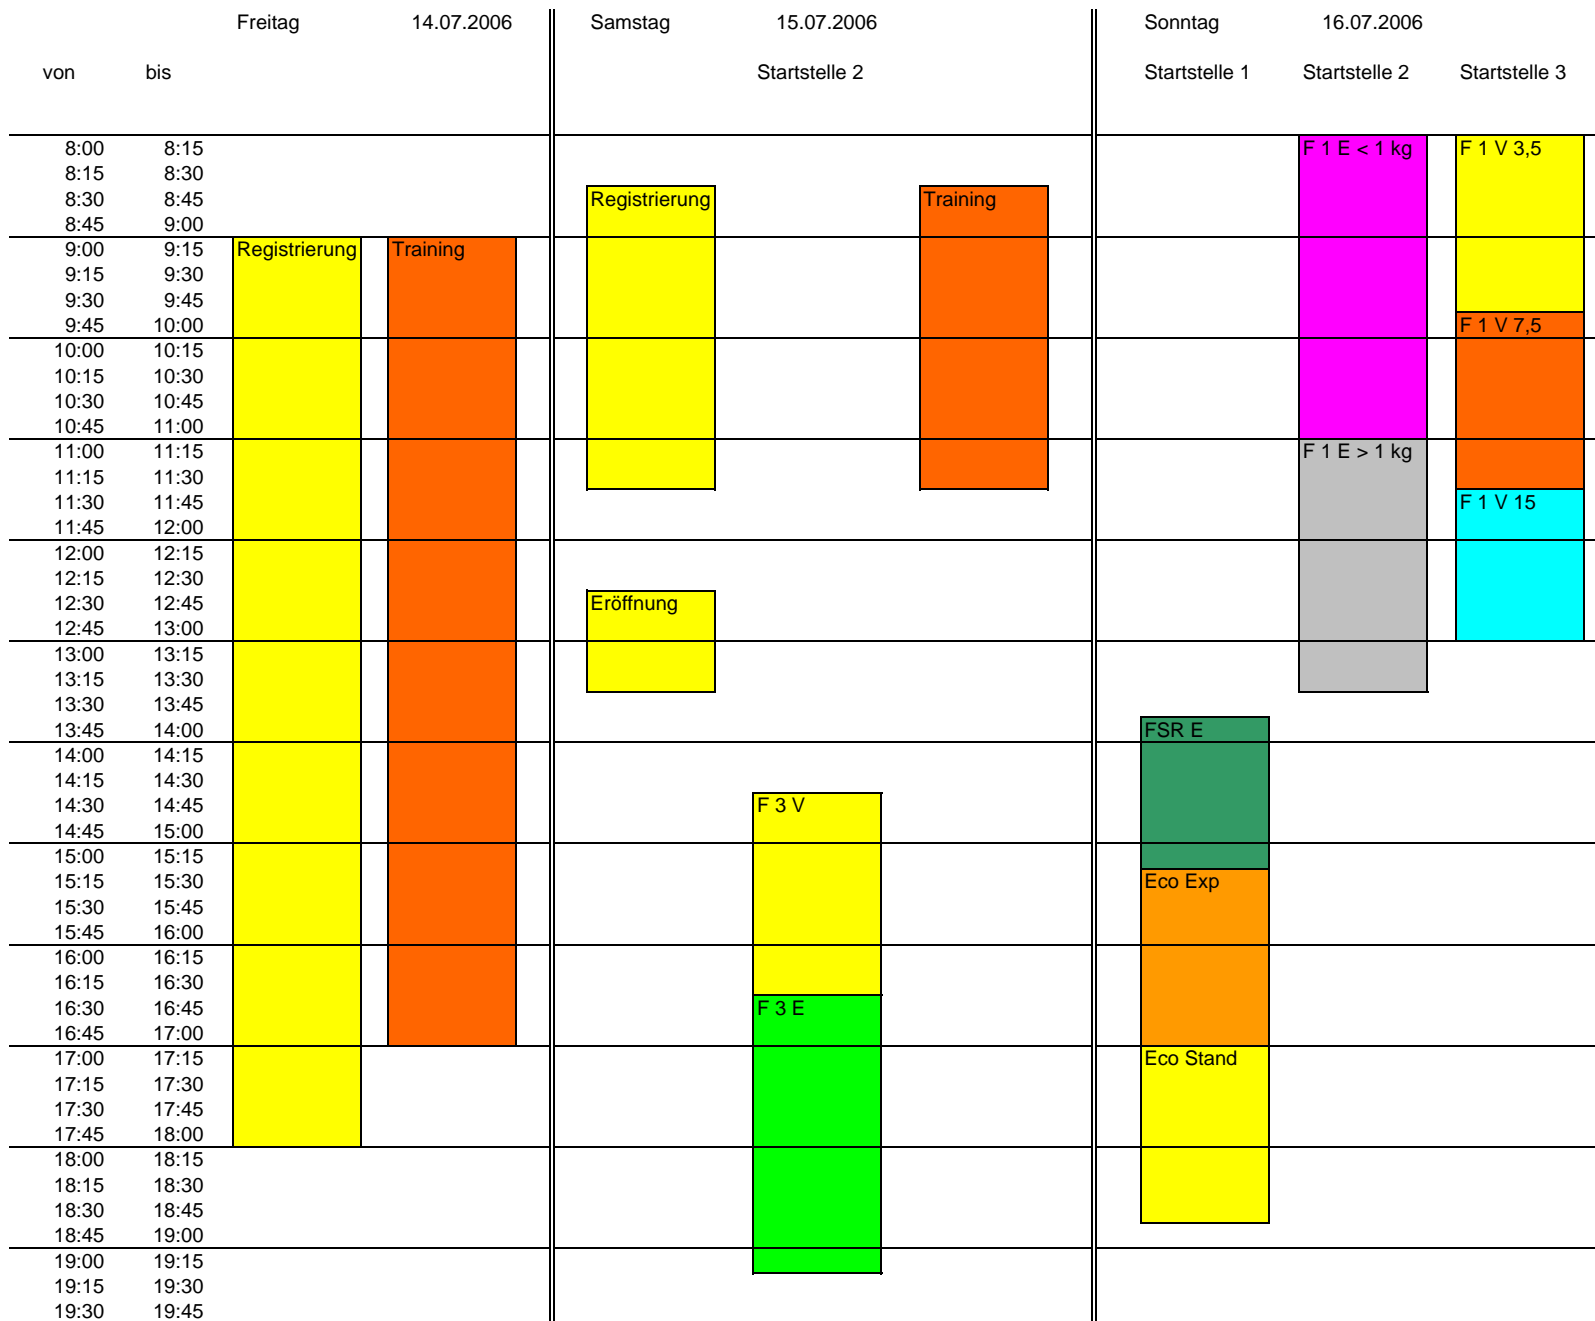 Freitag 14.07.2006 Samstag 15.07.2006 Sonntag 16.07.2006
von bis Startstelle 2 Startstelle 1 Startstelle 2 Startstelle 3
8:00 8:15 F 1 E < 1 kg F 1 V 3,5
8:15 8:30
8:30 8:45 Registrierung Training
8:45 9:00
9:00 9:15 Registrierung Training
9:15 9:30
9:30 9:45
9:45 10:00 F 1 V 7,5
10:00 10:15
10:15 10:30
10:30 10:45
10:45 11:00
11:00 11:15 F 1 E > 1 kg
11:15 11:30
11:30 11:45 F 1 V 15
11:45 12:00
12:00 12:15
12:15 12:30
12:30 12:45 Eröffnung
12:45 13:00
13:00 13:15
13:15 13:30
13:30 13:45
13:45 14:00 FSR E
14:00 14:15
14:15 14:30
14:30 14:45 F 3 V
14:45 15:00
15:00 15:15
15:15 15:30 Eco Exp
15:30 15:45
15:45 16:00
16:00 16:15
16:15 16:30
16:30 16:45 F 3 E
16:45 17:00
17:00 17:15 Eco Stand
17:15 17:30
17:30 17:45
17:45 18:00
18:00 18:15
18:15 18:30
18:30 18:45
18:45 19:00
19:00 19:15
19:15 19:30
19:30 19:45